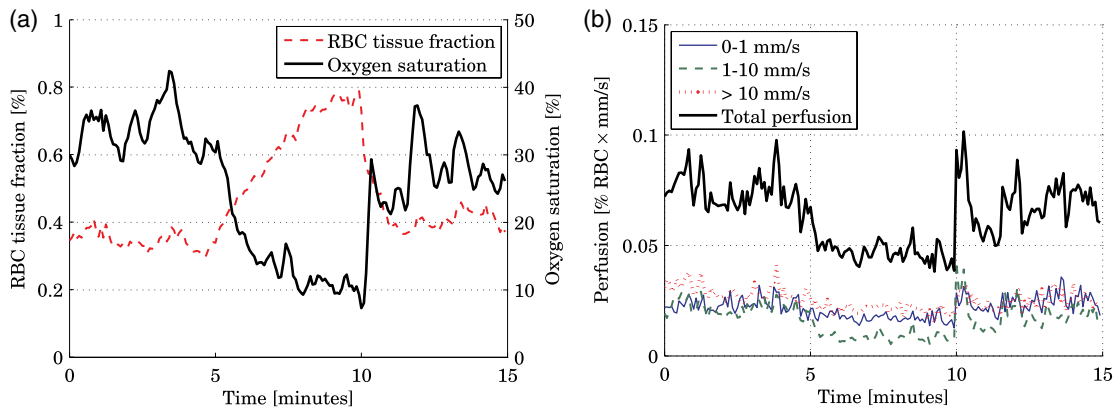 (a)
RBC tissue fraction [%]
1
0.8
0.6
0.4
0.2
0
50
40
30
20
10
0
Oxygen saturation [%]
RBC tissue fraction
Oxygen saturation
0 5 10 15
Time [minutes]
(b)
Perfusion [% RBC × mm/s]
0.15
0.1
0.05
0
0-1 mm/s
1-10 mm/s
> 10 mm/s
Total perfusion
0 5 10 15
Time [minutes]